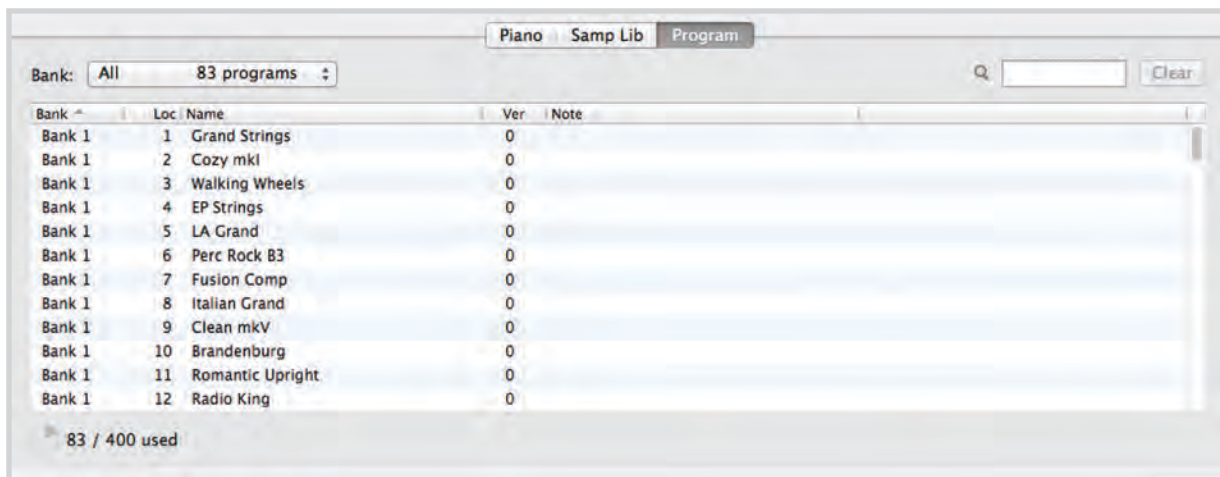 Piano Samp Lib Program
Bank: All 83 programs Clear
Bank Loc Name Ver Note
Bank 1 1 Grand Strings 0
Bank 1 2 Cozy mkI 0
Bank 1 3 Walking Wheels 0
Bank 1 4 EP Strings 0
Bank 1 5 LA Grand 0
Bank 1 6 Perc Rock B3 0
Bank 1 7 Fusion Comp 0
Bank 1 8 Italian Grand 0
Bank 1 9 Clean mkV 0
Bank 1 10 Brandenburg 0
Bank 1 11 Romantic Upright 0
Bank 1 12 Radio King 0
83 / 400 used